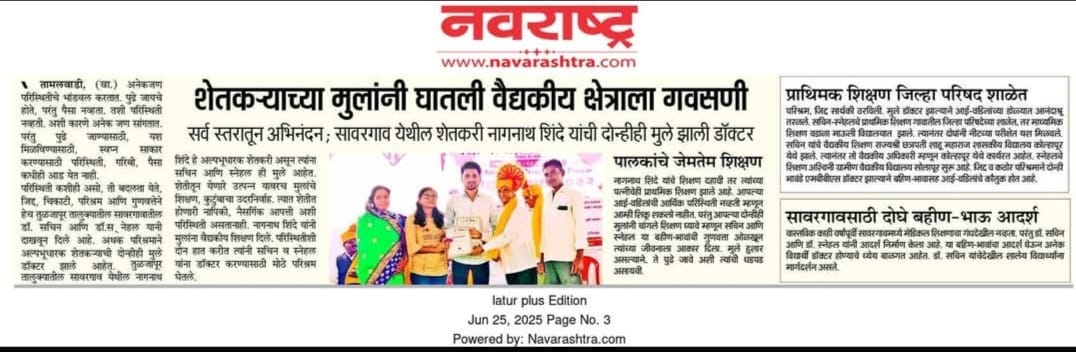 नवराष्ट्र
www.navarashtra.com
शेतकऱ्याच्या मुलांनी घातली वैद्यकीय क्षेत्राला गवसणी
सर्व स्तरातून अभिनंदन; सावरगाव येथील शेतकरी नागनाथ शिंदे यांची दोन्हीही मुले झाली डॉक्टर
तामलवाडी, (वा.) अनेकजण
परिस्थितीचे भांडवल करतात. पुढे जायचे
होते, परंतु पैसा नव्हता. तशी परिस्थिती
नव्हती. अशी कारणे अनेक जण सांगतात.
परंतु पुढे जाण्यासाठी, यश
मिळविण्यासाठी, स्वप्न साकार
करण्यासाठी परिस्थिती, गरिबी, पैसा
कधीही आड येत नाही.
परिस्थिती कशीही असो, ती बदलता येते,
जिद्द, चिकाटी, परिश्रम आणि गुणवत्तेने
हेच तुळजापूर तालुक्यातील सावरगावातील
डॉ. सचिन आणि डॉ.स्नेहल यांनी
दाखवून दिले आहे. अथक परिश्रमाने
अल्पभूधारक शेतकऱ्याची दोन्हीही मुले
डॉक्टर झाले आहेत. तुळजापूर
तालुक्यातील सावरगाव येथील नागनाथ
शिंदे हे अल्पभूधारक शेतकरी असून त्यांना
सचिन आणि स्नेहल ही मुले आहेत.
शेतीतून येणारे उत्पन्न यावरच मुलांचे
शिक्षण, कुटुंबाचा उदरनिर्वाह. त्यात शेतीत
होणारी नापिकी, नैसर्गिक आपत्ती अशी
परिस्थिती असतानाही. नागनाथ शिंदे यांनी
मुलांना वैद्यकीय शिक्षण दिले. परिस्थितीशी
दोन हात करीत त्यांनी सचिन व स्नेहल
यांना डॉक्टर करण्यासाठी मोठे परिश्रम
घेतले.
पालकांचे जेमतेम शिक्षण
नागनाथ शिंदे यांचे शिक्षण दहावी तर त्यांच्या
पत्नीचेही प्राथमिक शिक्षण झाले आहे. आपल्या
आई-वडिलांची आर्थिक परिस्थिती नव्हती म्हणून
आम्ही शिकू शकलो नाहीत. परंतु आपल्या दोन्हीही
मुलांनी चांगले शिक्षण घ्यावे म्हणून सचिन आणि
स्नेहल या बहीण-भावांची गुणवत्ता ओळखून
त्यांच्या जीवनाला आकार दिला. मुले हुशार
असल्याने, ते पुढे जावे अशी त्यांची धडपड
असायची.
प्राथमिक शिक्षण जिल्हा परिषद शाळेत
परिश्रम, जिद्द सार्थकी ठरविली. मुले डॉक्टर झाल्याने आई-वडिलांच्या डोळ्यात आनंदाश्रू
तरळले. सचिन-स्नेहलचे प्राथमिक शिक्षण गावातील जिल्हा परिषदेच्या शाळेत, तर माध्यमिक
शिक्षण वडाळा माऊली विद्यालयात झाले. त्यानंतर दोघांनी नीटच्या परीक्षेत यश मिळवले.
सचिन यांचे वैद्यकीय शिक्षण राजर्षी छत्रपती शाहू महाराज शासकीय विद्यालय कोल्हापूर
येथे झाले. त्यानंतर तो वैद्यकीय अधिकारी म्हणून कोल्हापूर येथे कार्यरत आहेत. स्नेहलचे
शिक्षण अश्विनी ग्रामीण वैद्यकीय विद्यालय सोलापूर सुरू आहे. जिद्द व कठोर परिश्रमाने दोन्ही
भावंडे एमबीबीएस डॉक्टर झाल्याने बहिण-भावासह आई-वडिलांचे कौतुक होत आहे.
सावरगावसाठी दोघे बहीण-भाऊ आदर्श
वास्तविक काही वर्षांपूर्वी सावरगावमध्ये मेडिकल शिक्षणाचा गंधदेखील नव्हता. परंतु डॉ. सचिन
आणि डॉ. स्नेहल यांनी आदर्श निर्माण केला आहे. या बहिण-भावांचा आदर्श घेऊन अनेक
विद्यार्थी डॉक्टर होण्याचे ध्येय बाळगत आहेत. डॉ. सचिन यांचेदेखील शालेय विद्यार्थ्यांना
मार्गदर्शन असते.
latur plus Edition
Jun 25, 2025 Page No. 3
Powered by: Navarashtra.com